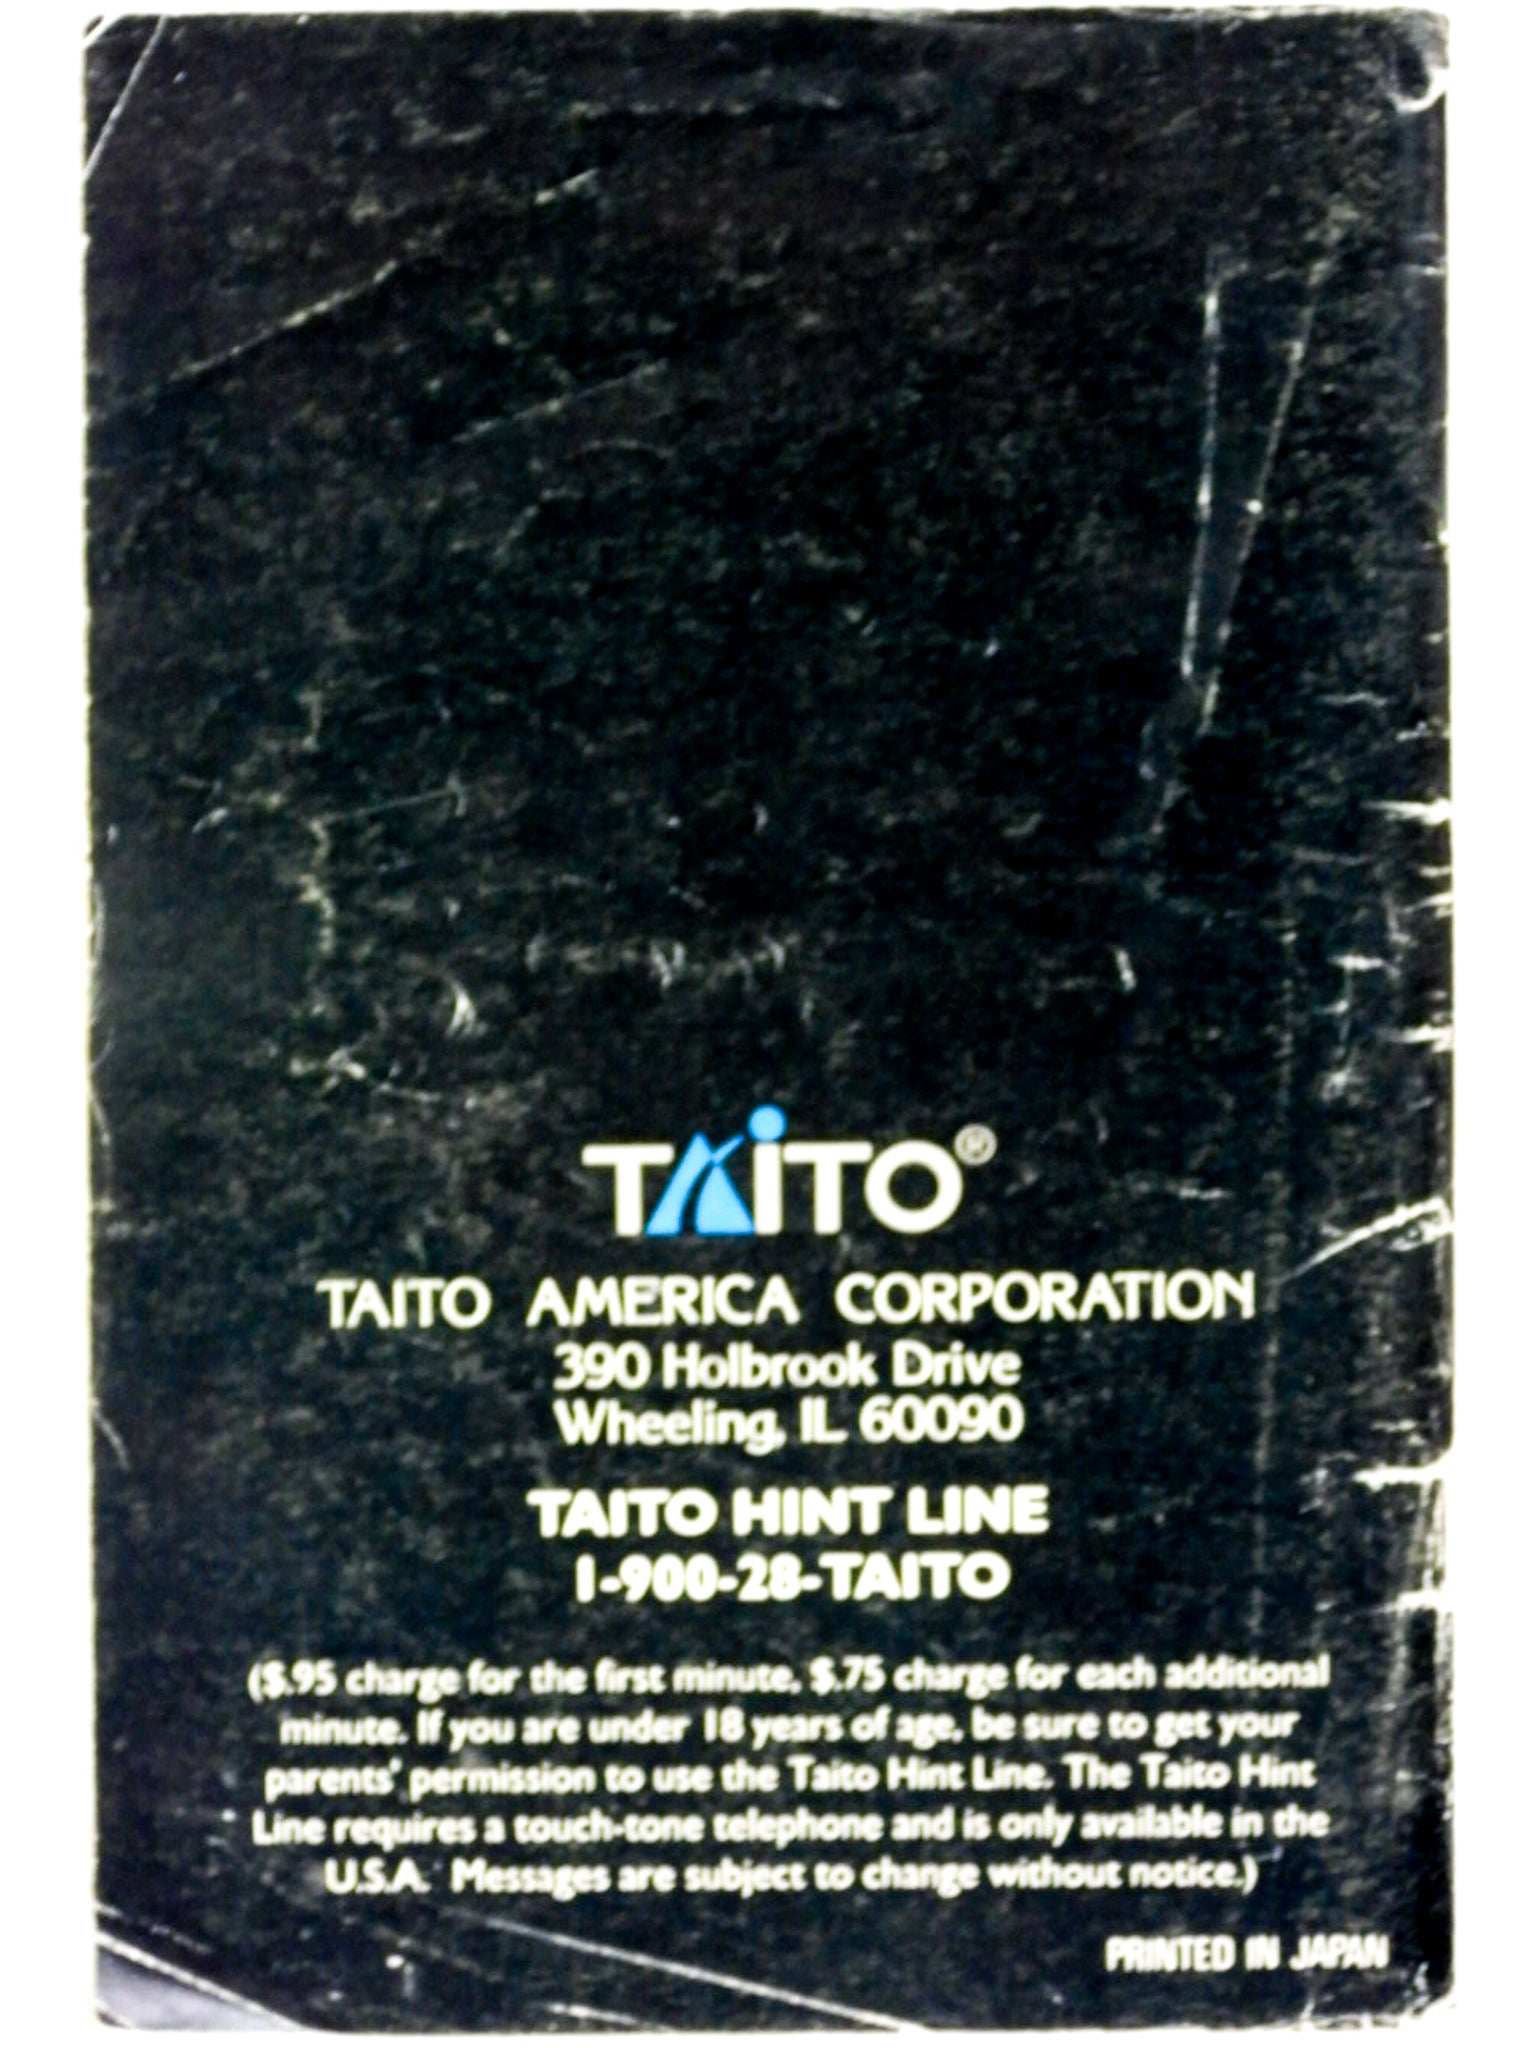 TAiTO®
TAITO AMERICA CORPORATION
390 Holbrook Drive
Wheeling, IL 60090
TAITO HINT LINE
1-900-28-TAITO
($.95 charge for the first minute, $.75 charge for each additional
minute. If you are under 18 years of age, be sure to get your
parents' permission to use the Taito Hint Line. The Taito Hint
Line requires a touch-tone telephone and is only available in the
U.S.A. Messages are subject to change without notice.)
PRINTED IN JAPAN